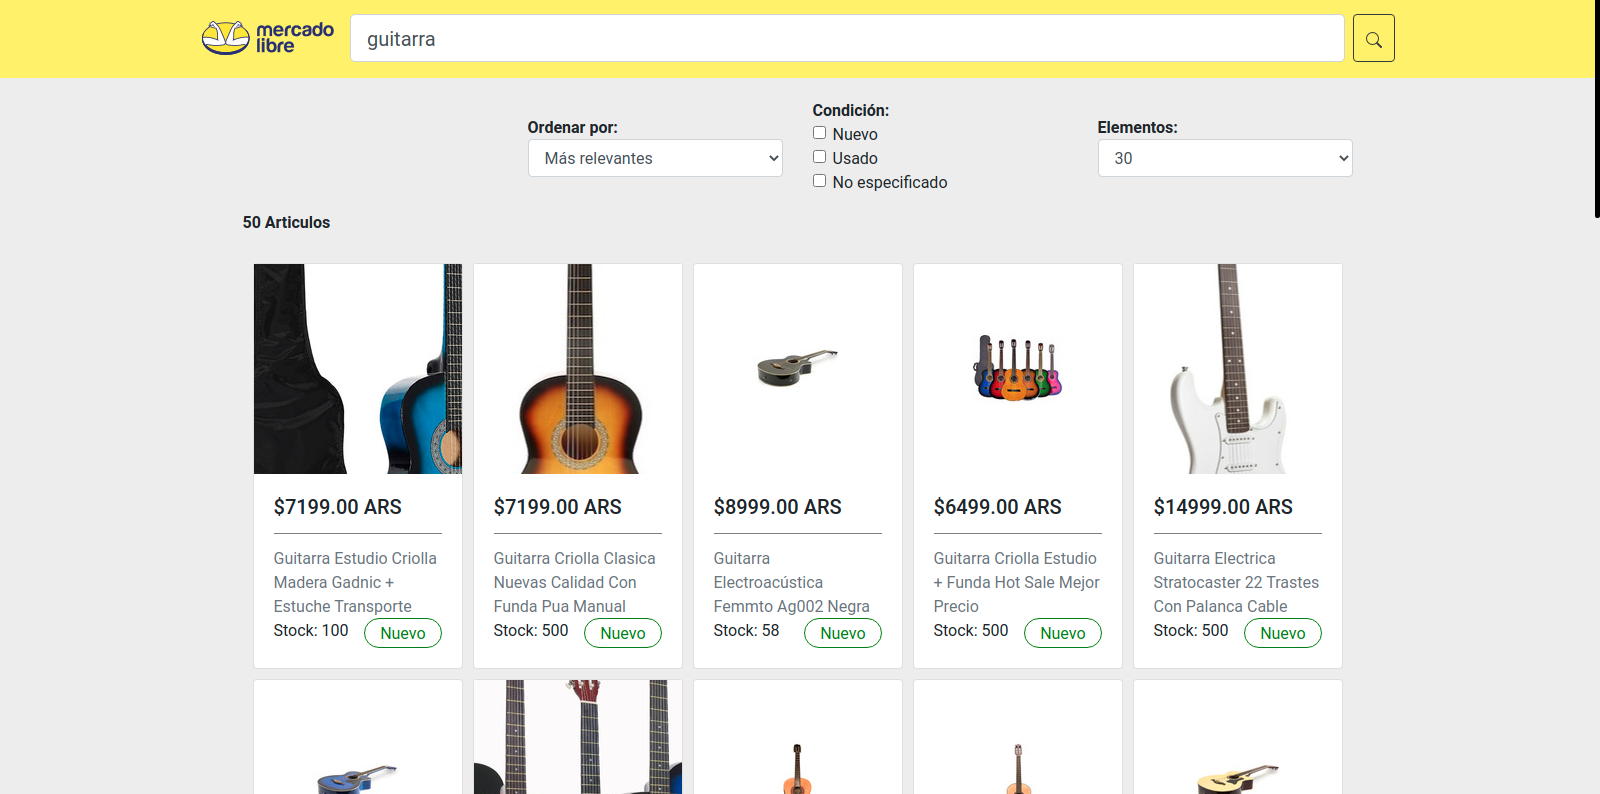 mercado
libre
guitarra
Ordenar por:
Más relevantes
Condición:
Nuevo
Usado
No especificado
Elementos:
30
50 Articulos
$7199.00 ARS
Guitarra Estudio Criolla
Madera Gadnic +
Estuche Transporte
Stock: 100
Nuevo
$7199.00 ARS
Guitarra Criolla Clasica
Nuevas Calidad Con
Funda Pua Manual
Stock: 500
Nuevo
$8999.00 ARS
Guitarra
Electroacústica
Femmto Ag002 Negra
Stock: 58
Nuevo
$6499.00 ARS
Guitarra Criolla Estudio
+ Funda Hot Sale Mejor
Precio
Stock: 500
Nuevo
$14999.00 ARS
Guitarra Electrica
Stratocaster 22 Trastes
Con Palanca Cable
Stock: 500
Nuevo